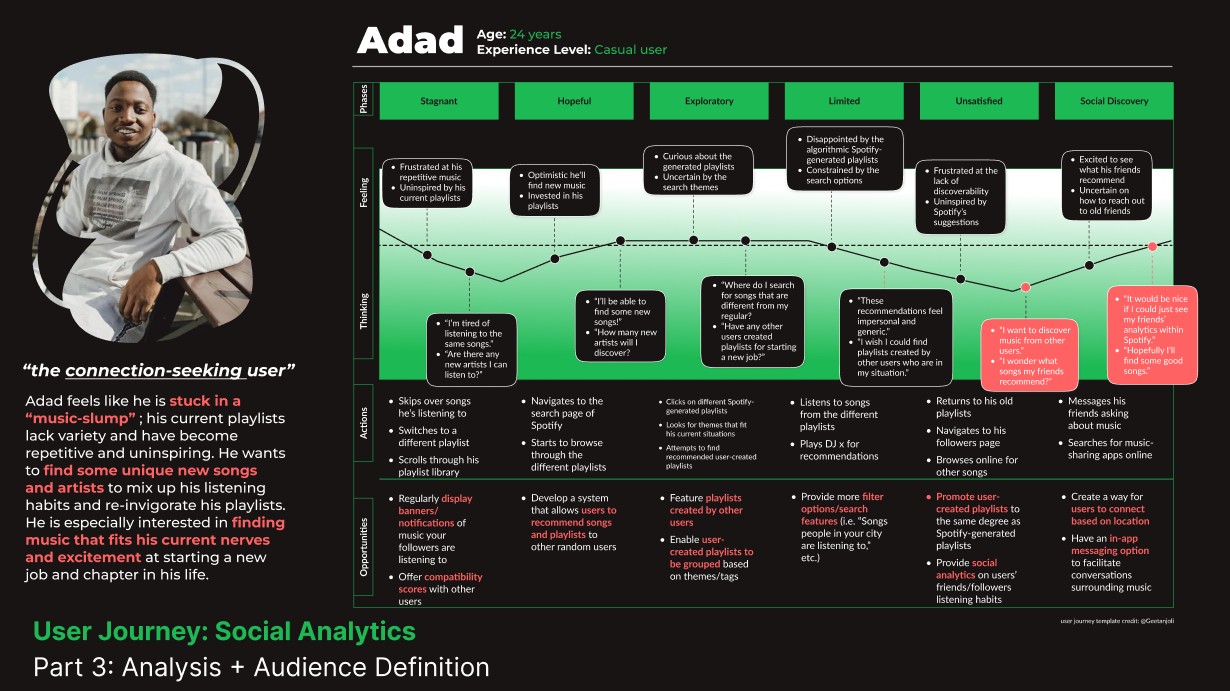 Adad
Age: 24 years
Experience Level: Casual user
"the connection-seeking user"
Adad feels like he is stuck in a
"music-slump" ; his current playlists
lack variety and have become
repetitive and uninspiring. He wants
to find some unique new songs
and artists to mix up his listening
habits and re-invigorate his playlists.
He is especially interested in finding
music that fits his current nerves
and excitement at starting a new
job and chapter in his life.
Phases
Stagnant
Hopeful
Exploratory
Limited
Unsatisfied
Social Discovery
Feeling
• Frustrated at his
repetitive music
• Uninspired by his
current playlists
• Optimistic he'll
find new music
• Invested in his
playlists
• Curious about the
generated playlists
• Uncertain by the
search themes
• Disappointed by the
algorithmic Spotify-
generated playlists
• Constrained by the
search options
• Frustrated at the
lack of
discoverability
• Uninspired by
Spotify's
suggestions
• Excited to see
what his friends
recommend
• Uncertain on
how to reach out
to old friends
Thinking
• "I'm tired of
listening to the
same songs."
• "Are there any
new artists I can
listen to?"
• "I'll be able to
find some new
songs!"
• "How many new
artists will I
discover?
• "Where do I search
for songs that are
different from my
regular?
• "Have any other
users created
playlists for starting
a new job?"
• "These
recommendations feel
impersonal and
generic."
• "I wish I could find
playlists created by
other users who are in
my situation."
• "I want to discover
music from other
users."
• "I wonder what
songs my friends
recommend?"
• "It would be nice
if I could just see
my friends'
analytics within
Spotify."
• "Hopefully I'll
find some good
songs."
Actions
• Skips over songs
he's listening to
• Switches to a
different playlist
• Scrolls through his
playlist library
• Navigates to the
search page of
Spotify
• Starts to browse
through the
different playlists
• Clicks on different Spotify-
generated playlists
• Looks for themes that fit
his current situations
• Attempts to find
recommended user-created
playlists
• Listens to songs
from the different
playlists
• Plays DJ x for
recommendations
• Returns to his old
playlists
• Navigates to his
followers page
• Browses online for
other songs
• Messages his
friends asking
about music
• Searches for music-
sharing apps online
Opportunities
• Regularly display
banners/
notifications of
music your
followers are
listening to
• Offer compatibility
scores with other
users
• Develop a system
that allows users to
recommend songs
and playlists to
other random users
• Feature playlists
created by other
users
• Enable user-
created playlists to
be grouped based
on themes/tags
• Provide more filter
options/search
features (i.e. "Songs
people in your city
are listening to,"
etc.)
• Promote user-
created playlists to
the same degree as
Spotify-generated
playlists
• Provide social
analytics on users'
friends/followers
listening habits
• Create a way for
users to connect
based on location
• Have an in-app
messaging option
to facilitate
conversations
surrounding music
user journey template credit: @Geetanjoli
User Journey: Social Analytics
Part 3: Analysis + Audience Definition